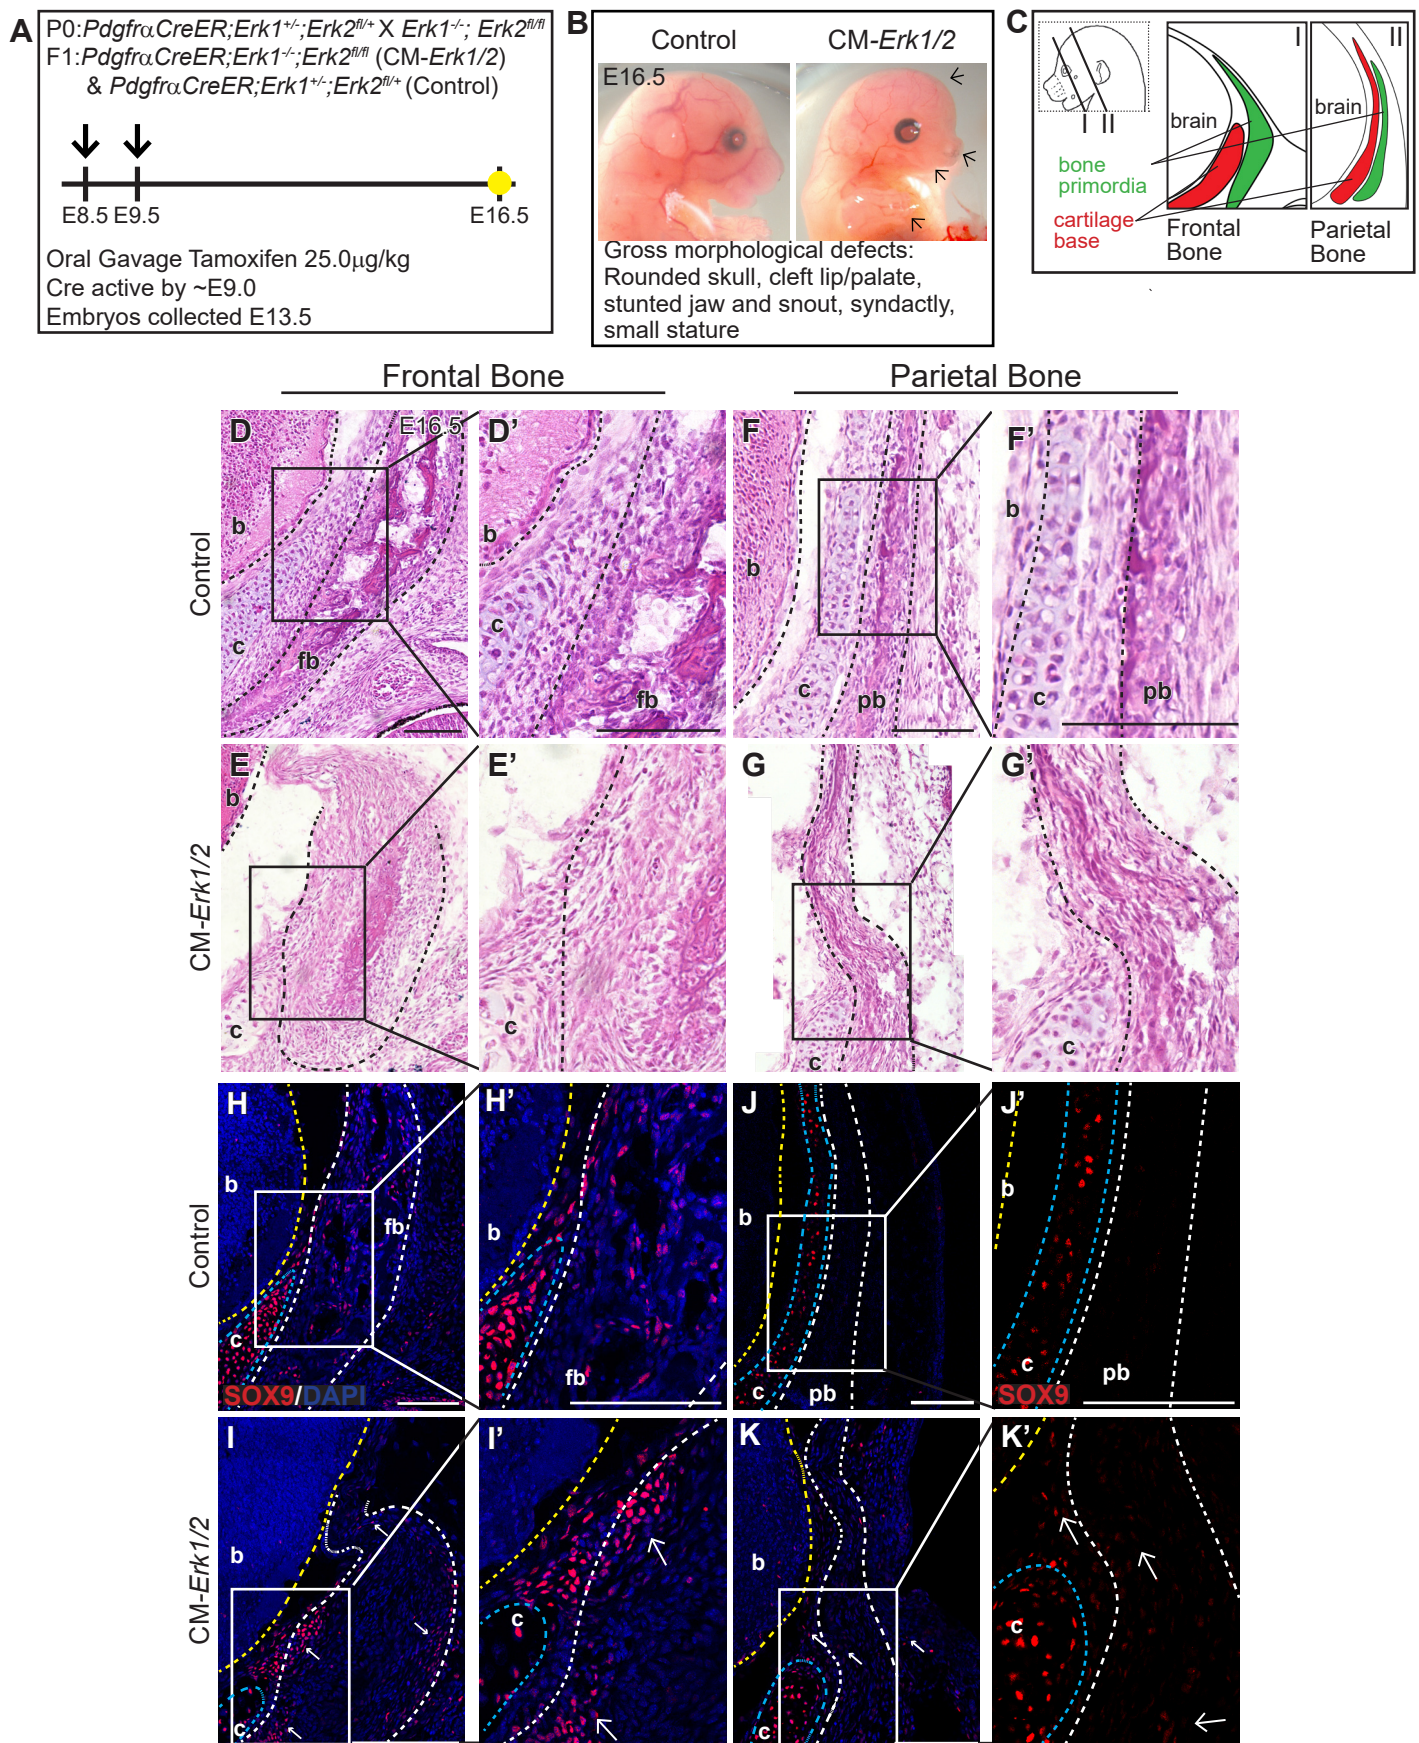 A
P0:PdgfrαCreER;Erk1+/-;Erk2fl/+ X Erk1-/-; Erk2fl/fl
F1:PdgfrαCreER;Erk1-/-;Erk2fl/fl (CM-Erk1/2)
& PdgfrαCreER;Erk1+/-;Erk2fl/+ (Control)
E8.5 E9.5 E16.5
Oral Gavage Tamoxifen 25.0μg/kg
Cre active by ~E9.0
Embryos collected E13.5
B
Control CM-Erk1/2
E16.5
Gross morphological defects:
Rounded skull, cleft lip/palate,
stunted jaw and snout, syndactly,
small stature
C
I II
I
II
brain
brain
bone
primordia
cartilage
base
Frontal
Bone
Parietal
Bone
Frontal Bone Parietal Bone
Control
D E16.5
b
c
fb
D'
b
c
fb
F
b
c
pb
F'
b
c
pb
CM-Erk1/2
E
b
c
E'
c
G
c
G'
c
Control
H
b
fb
c
SOX9/DAPI
H'
b
fb
J
b
c
pb
J'
b
c
pb
SOX9
CM-Erk1/2
I
b
c
I'
c
K
b
c
K'
c